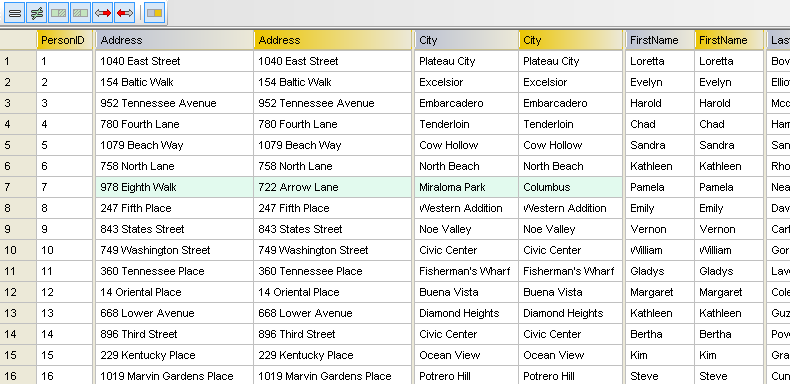 PersonID Address Address City City FirstName FirstName Las
1 1 1040 East Street 1040 East Street Plateau City Plateau City Loretta Loretta Bov
2 2 154 Baltic Walk 154 Baltic Walk Excelsior Excelsior Evelyn Evelyn Ellio
3 3 952 Tennessee Avenue 952 Tennessee Avenue Embarcadero Embarcadero Harold Harold Mcc
4 4 780 Fourth Lane 780 Fourth Lane Tenderloin Tenderloin Chad Chad Ham
5 5 1079 Beach Way 1079 Beach Way Cow Hollow Cow Hollow Sandra Sandra San
6 6 758 North Lane 758 North Lane North Beach North Beach Kathleen Kathleen Mur
7 7 978 Eighth Walk 722 Arrow Lane Miraloma Park Columbus Pamela Pamela Nea
8 8 247 Fifth Place 247 Fifth Place Western Addition Western Addition Emily Emily Dav
9 9 843 States Street 843 States Street Noe Valley Noe Valley Vernon Vernon Carl
10 10 749 Washington Street 749 Washington Street Civic Center Civic Center William William Gor
11 11 360 Tennessee Place 360 Tennessee Place Fisherman's Wharf Fisherman's Wharf Gladys Gladys Lav
12 12 14 Oriental Place 14 Oriental Place Buena Vista Buena Vista Margaret Margaret Cole
13 13 668 Lower Avenue 668 Lower Avenue Diamond Heights Diamond Heights Kathleen Kathleen Guz
14 14 896 Third Street 896 Third Street Civic Center Civic Center Bertha Bertha Pov
15 15 229 Kentucky Place 229 Kentucky Place Ocean View Ocean View Kim Kim Gra
16 16 1019 Marvin Gardens Place 1019 Marvin Gardens Place Potrero Hill Potrero Hill Steve Steve Cun